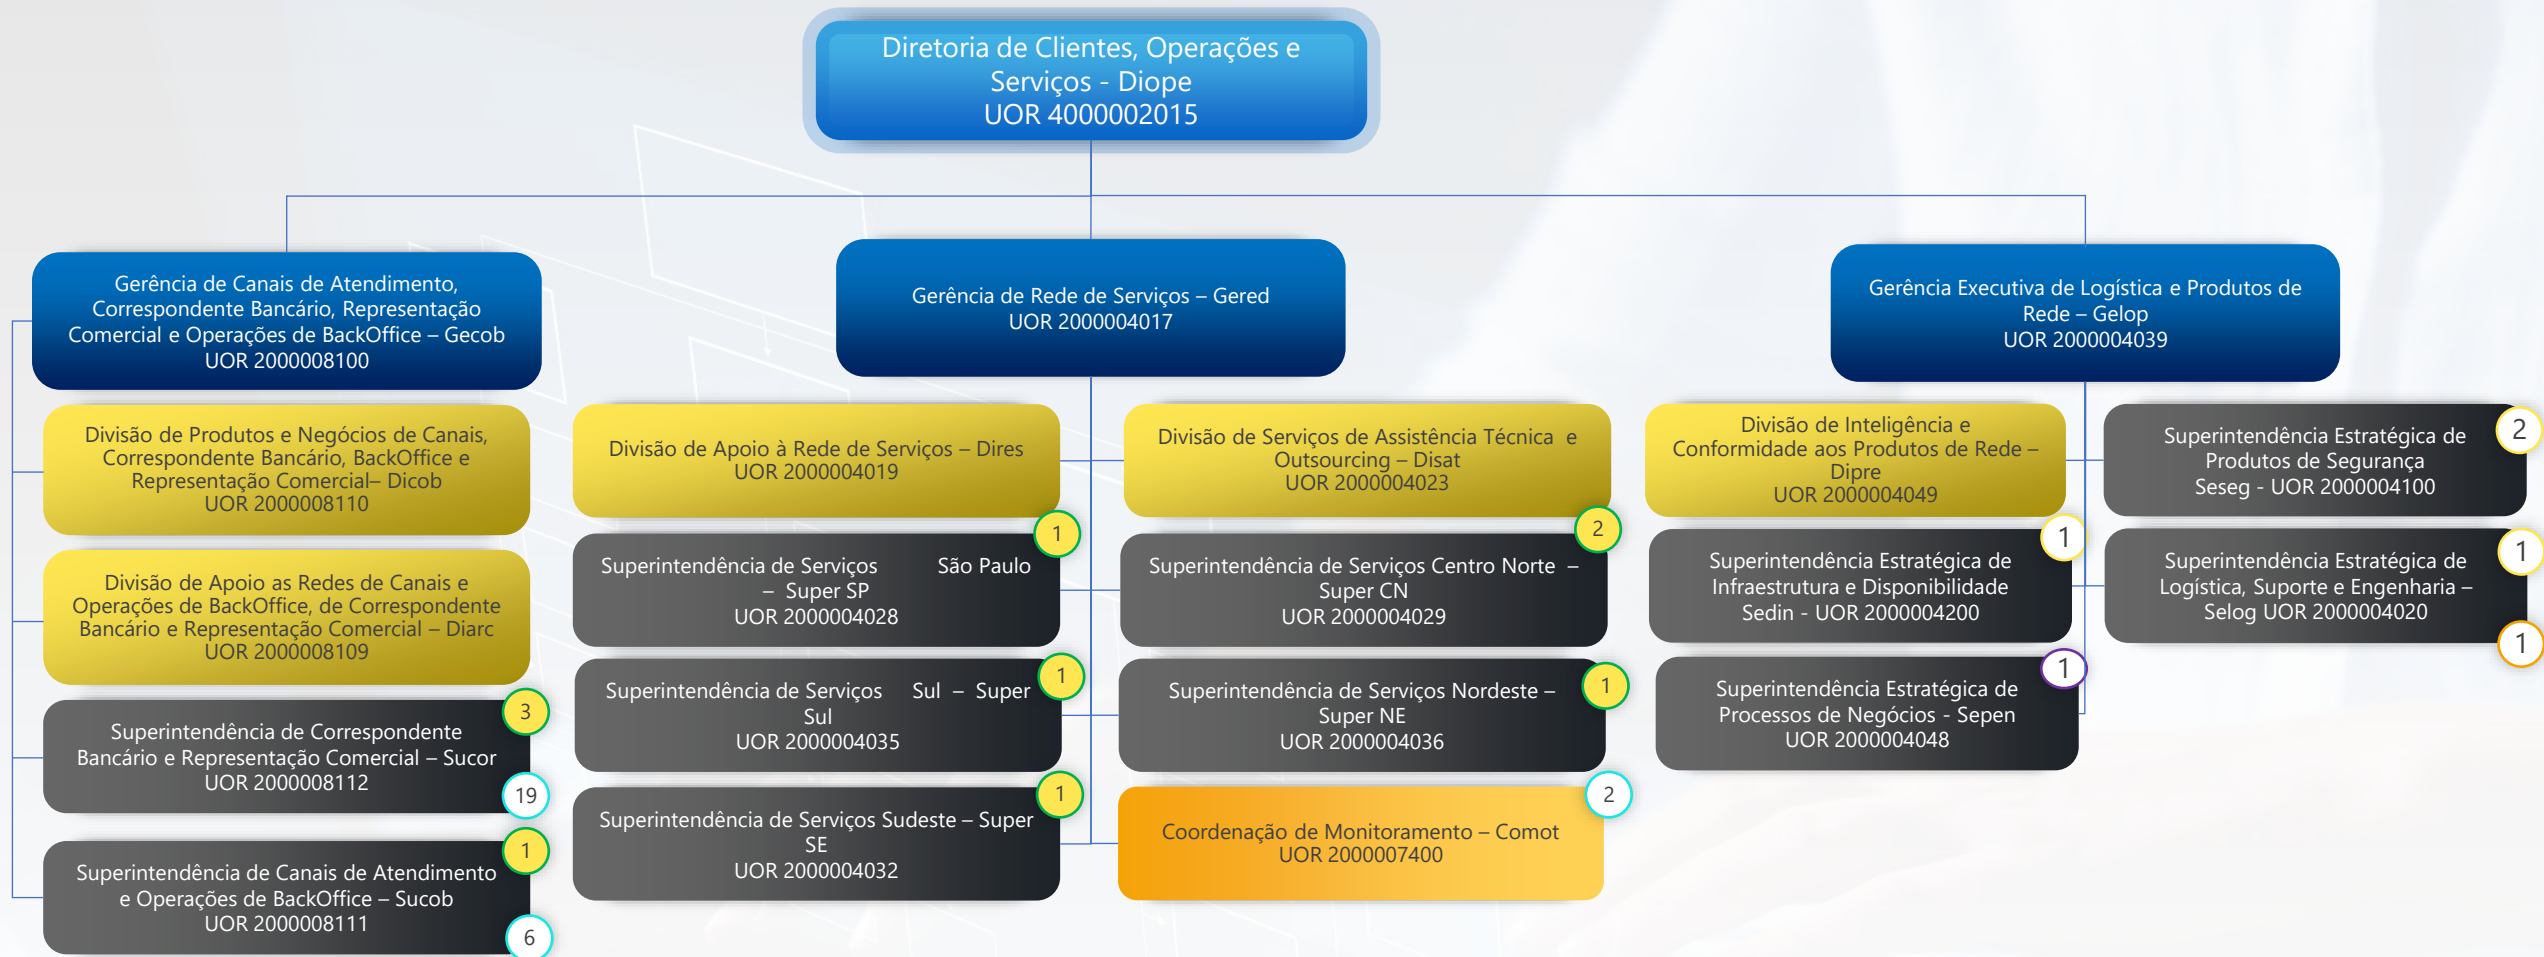 Diretoria de Clientes, Operações e
Serviços - Diope
UOR 4000002015
Gerência de Canais de Atendimento,
Correspondente Bancário, Representação
Comercial e Operações de BackOffice – Gecob
UOR 2000008100
Divisão de Produtos e Negócios de Canais,
Correspondente Bancário, BackOffice e
Representação Comercial– Dicob
UOR 2000008110
Divisão de Apoio as Redes de Canais e
Operações de BackOffice, de Correspondente
Bancário e Representação Comercial – Diarc
UOR 2000008109
3
Superintendência de Correspondente
Bancário e Representação Comercial – Sucor
UOR 2000008112
19
1
Superintendência de Canais de Atendimento
e Operações de BackOffice – Sucob
UOR 2000008111
6
Gerência de Rede de Serviços – Gered
UOR 2000004017
Divisão de Apoio à Rede de Serviços – Dires
UOR 2000004019
1
Superintendência de Serviços São Paulo
– Super SP
UOR 2000004028
1
Superintendência de Serviços Sul – Super
Sul
UOR 2000004035
1
Superintendência de Serviços Sudeste – Super
SE
UOR 2000004032
Divisão de Serviços de Assistência Técnica e
Outsourcing – Disat
UOR 2000004023
2
Superintendência de Serviços Centro Norte –
Super CN
UOR 2000004029
1
Superintendência de Serviços Nordeste –
Super NE
UOR 2000004036
2
Coordenação de Monitoramento – Comot
UOR 2000007400
Gerência Executiva de Logística e Produtos de
Rede – Gelop
UOR 2000004039
Divisão de Inteligência e
Conformidade aos Produtos de Rede –
Dipre
UOR 2000004049
1
Superintendência Estratégica de
Infraestrutura e Disponibilidade
Sedin - UOR 2000004200
1
Superintendência Estratégica de
Processos de Negócios - Sepen
UOR 2000004048
2
Superintendência Estratégica de
Produtos de Segurança
Seseg - UOR 2000004100
1
Superintendência Estratégica de
Logística, Suporte e Engenharia –
Selog UOR 2000004020
1